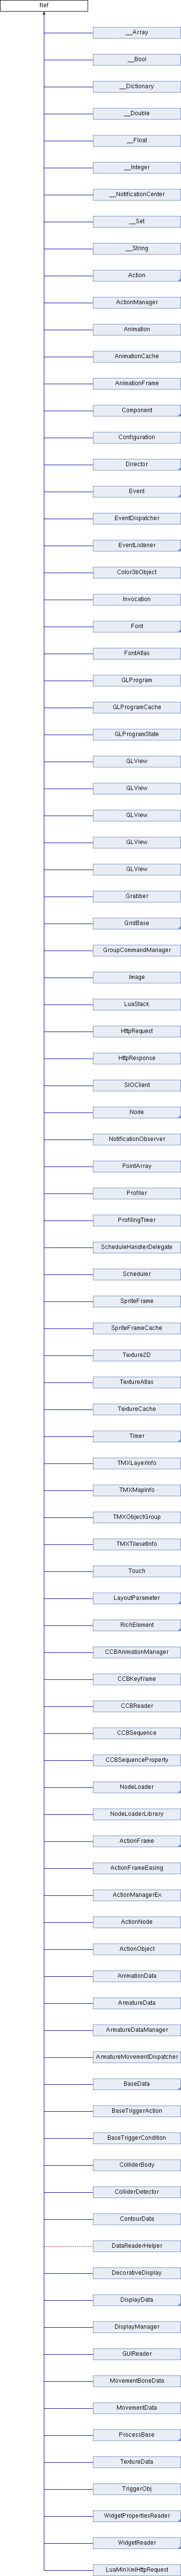 Ref
__Array
__Bool
__Dictionary
__Double
__Float
__Integer
__NotificationCenter
__Set
__String
Action
ActionManager
Animation
AnimationCache
AnimationFrame
Component
Configuration
Director
Event
EventDispatcher
EventListener
Color3bObject
Invocation
Font
FontAtlas
GLProgram
GLProgramCache
GLProgramState
GLView
GLView
GLView
GLView
GLView
Grabber
GridBase
GroupCommandManager
Image
LuaStack
HttpRequest
HttpResponse
SIOClient
Node
NotificationObserver
PointArray
Profiler
ProfilingTimer
ScheduleHandlerDelegate
Scheduler
SpriteFrame
SpriteFrameCache
Texture2D
TextureAtlas
TextureCache
Timer
TMXLayerInfo
TMXMapInfo
TMXObjectGroup
TMXTilesetInfo
Touch
LayoutParameter
RichElement
CCBAnimationManager
CCBKeyframe
CCBReader
CCBSequence
CCBSequenceProperty
NodeLoader
NodeLoaderLibrary
ActionFrame
ActionFrameEasing
ActionManagerEx
ActionNode
ActionObject
AnimationData
ArmatureData
ArmatureDataManager
ArmatureMovementDispatcher
BaseData
BaseTriggerAction
BaseTriggerCondition
ColliderBody
ColliderDetector
ContourData
DataReaderHelper
DecorativeDisplay
DisplayData
DisplayManager
GUIReader
MovementBoneData
MovementData
ProcessBase
TextureData
TriggerObj
WidgetPropertiesReader
WidgetReader
LuaMinXmlHttpRequest